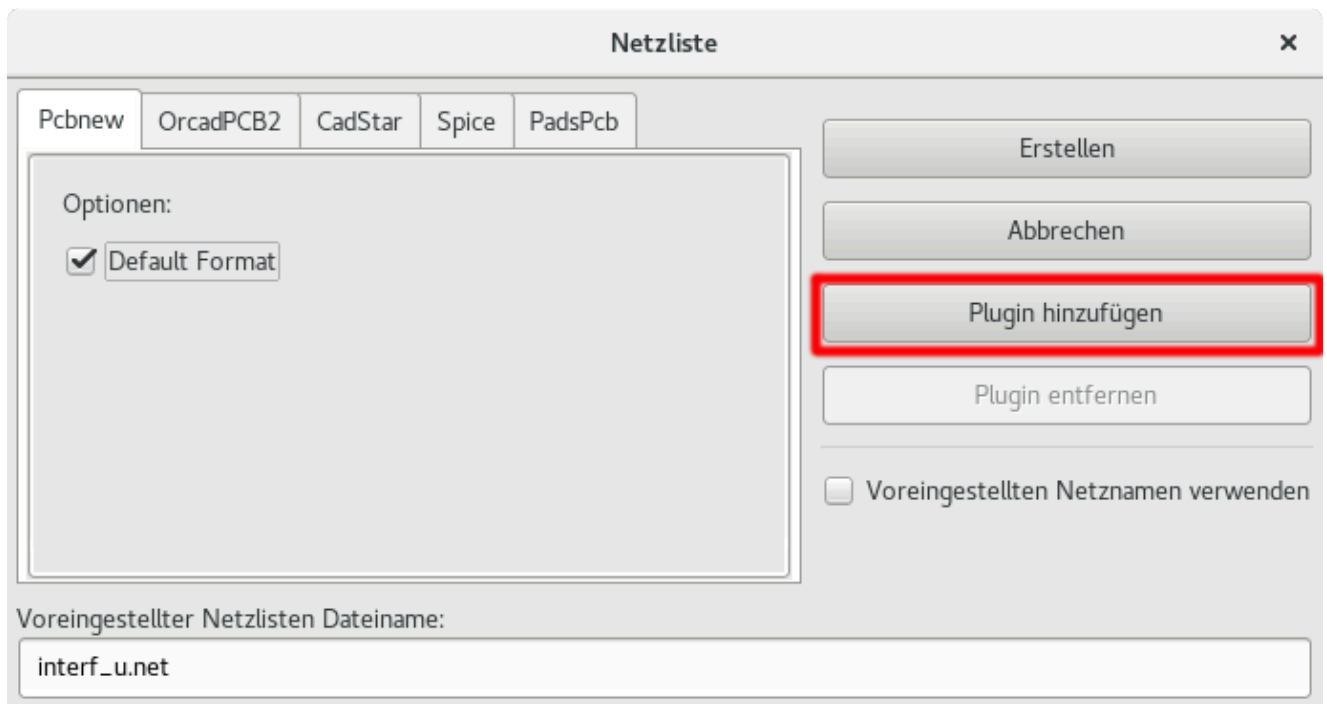 Netzliste
Pcbnew OrcadPCB2 CadStar Spice PadsPcb
Erstellen
Optionen:
Abbrechen
Default Format
Plugin hinzufügen
Plugin entfernen
Voreingestellten Netznamen verwenden
Voreingestellter Netzlisten Dateiname:
interf_u.net